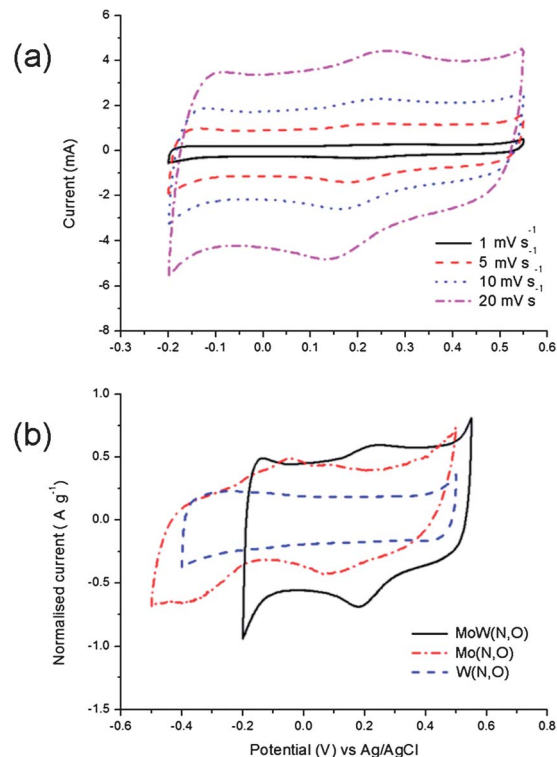 (a)
Current (mA)
6
4
2
0
-2
-4
-6
-8
1 mV s-1
5 mV s-1
10 mV s-1
20 mV s-1
-0.3 -0.2 -0.1 0.0 0.1 0.2 0.3 0.4 0.5 0.6
(b)
Normalised current ( A g-1)
1.0
0.5
0.0
-0.5
-1.0
-1.5
MoW(N,O)
Mo(N,O)
W(N,O)
-0.6 -0.4 -0.2 0.0 0.2 0.4 0.6 0.8
Potential (V) vs Ag/AgCl